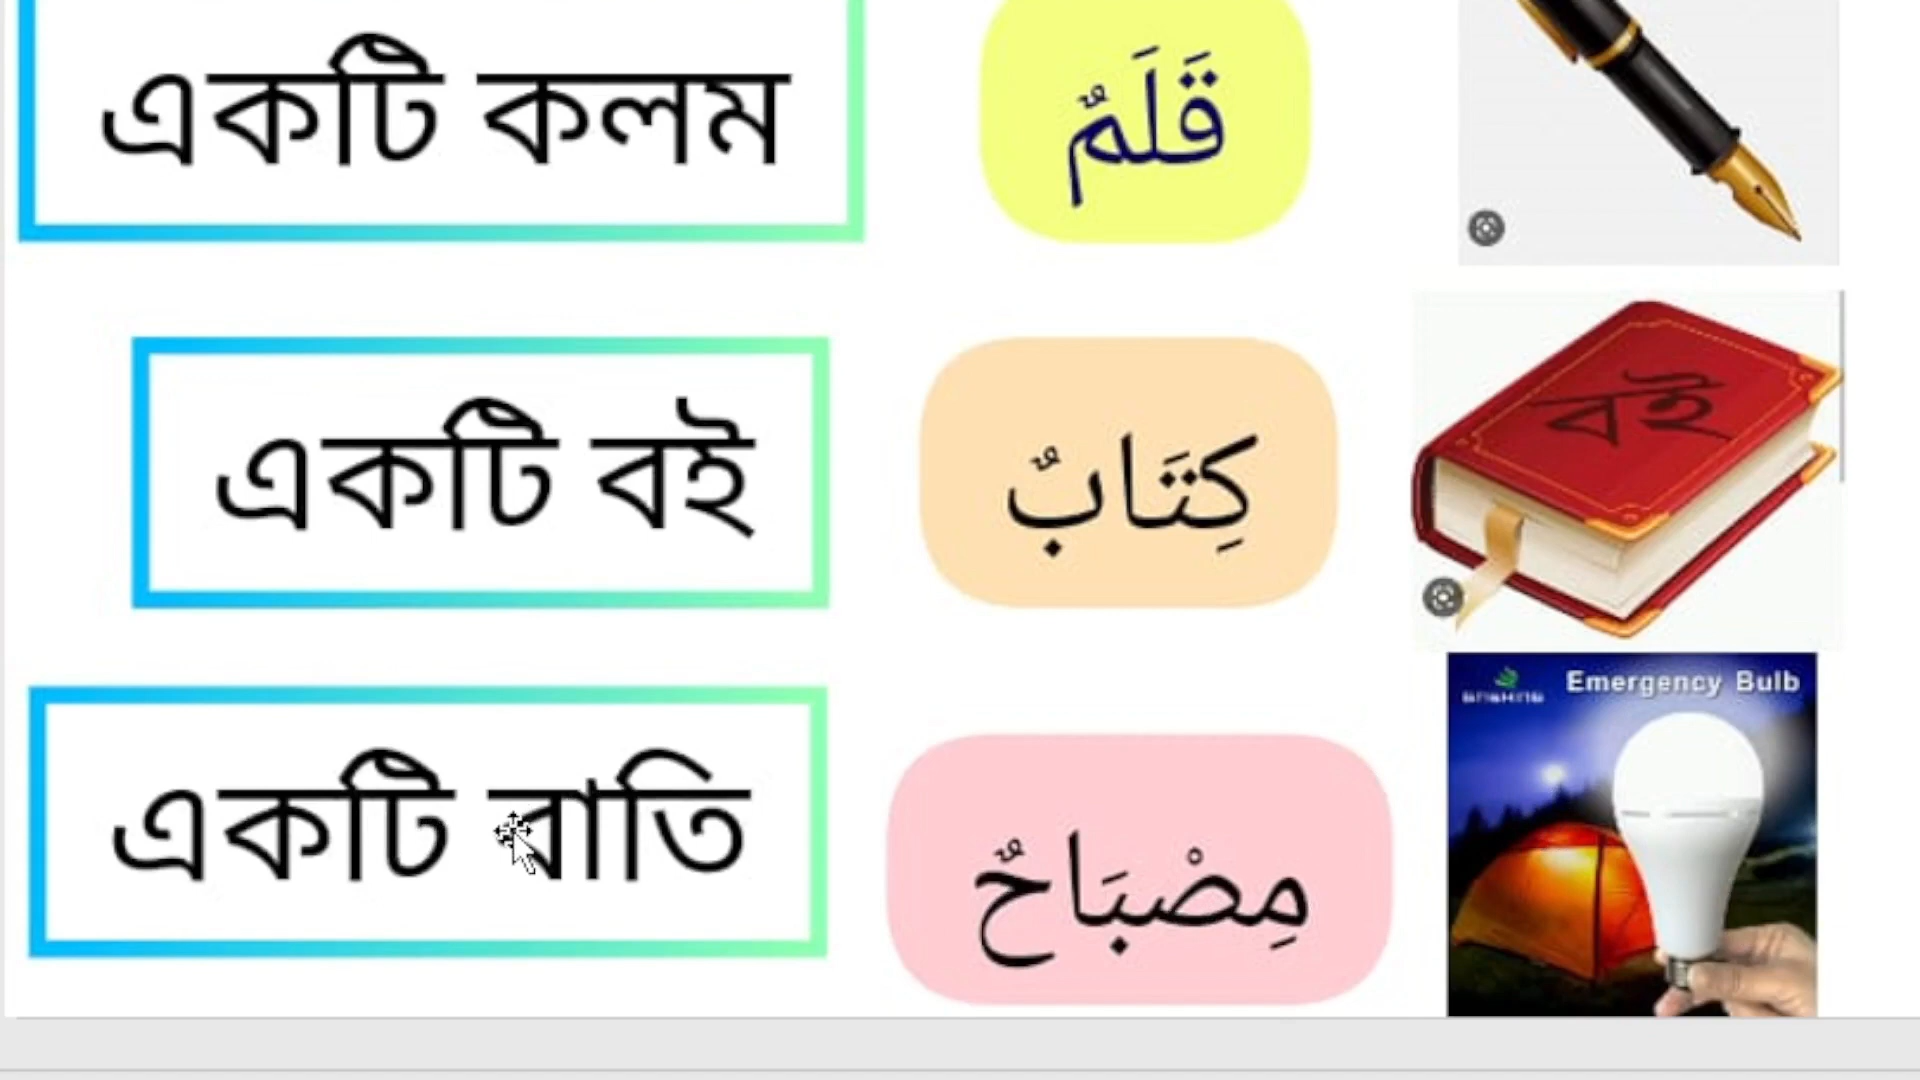 একটি কলম
قَلَمٌ
একটি বই
كِتَابٌ
বই
একটি বাতি
مِصْبَاحٌ
Emergency Bulb